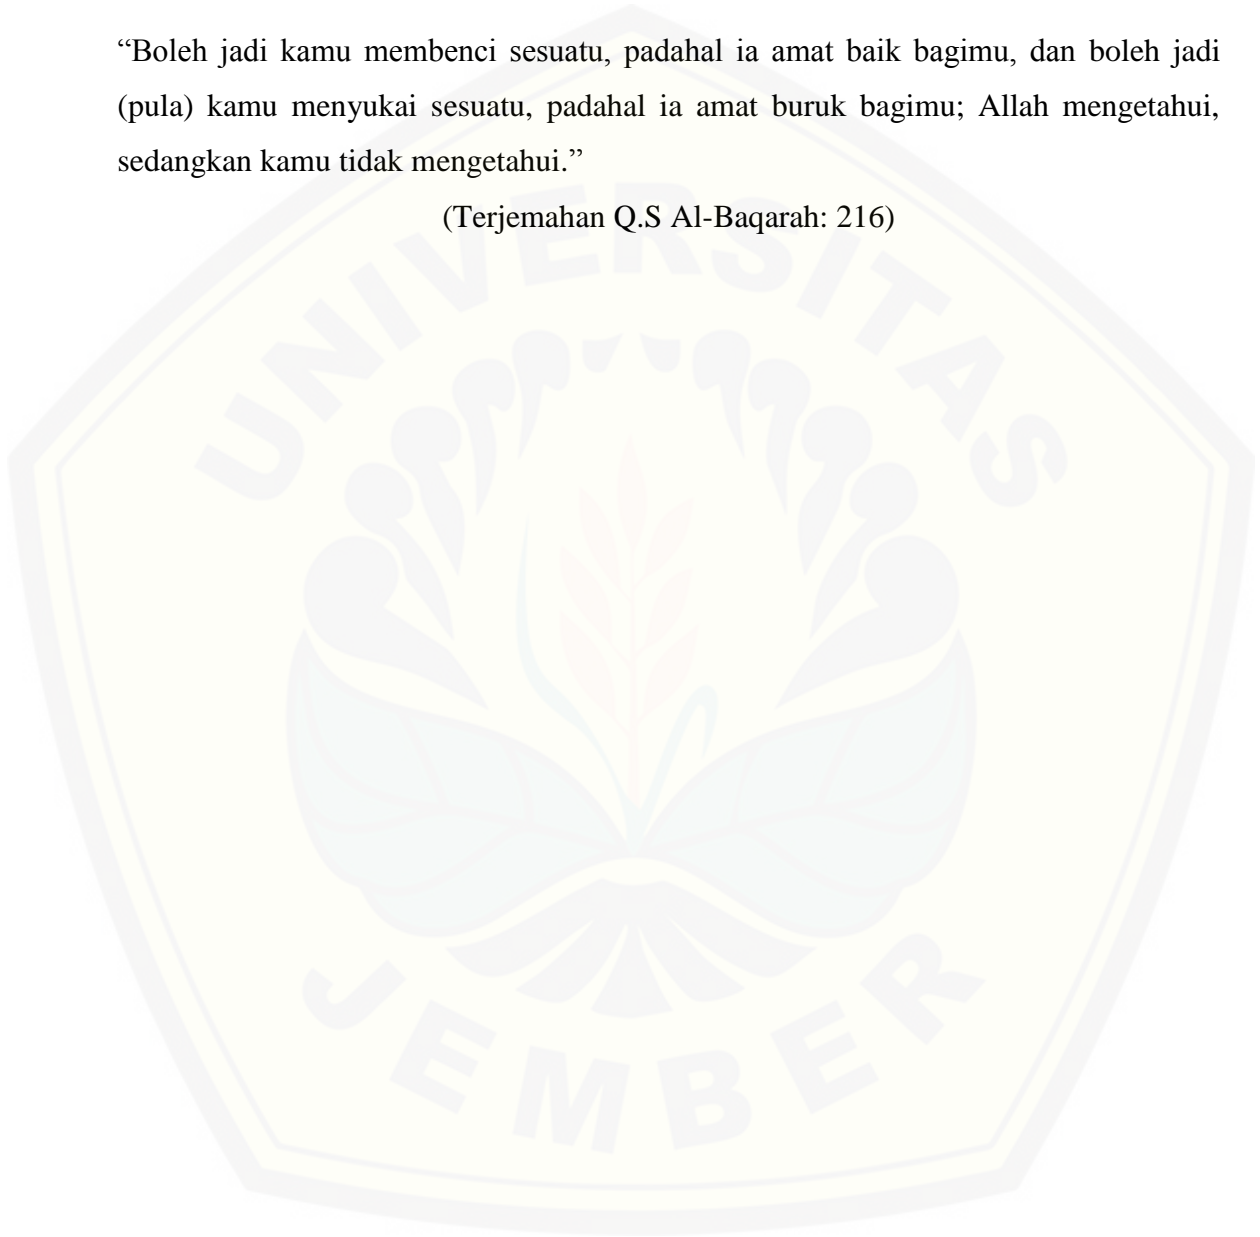 “Boleh jadi kamu membenci sesuatu, padahal ia amat baik bagimu, dan boleh jadi
(pula) kamu menyukai sesuatu, padahal ia amat buruk bagimu; Allah mengetahui,
sedangkan kamu tidak mengetahui.”
(Terjemahan Q.S Al-Baqarah: 216)
UNIVERSITAS
JEMBER